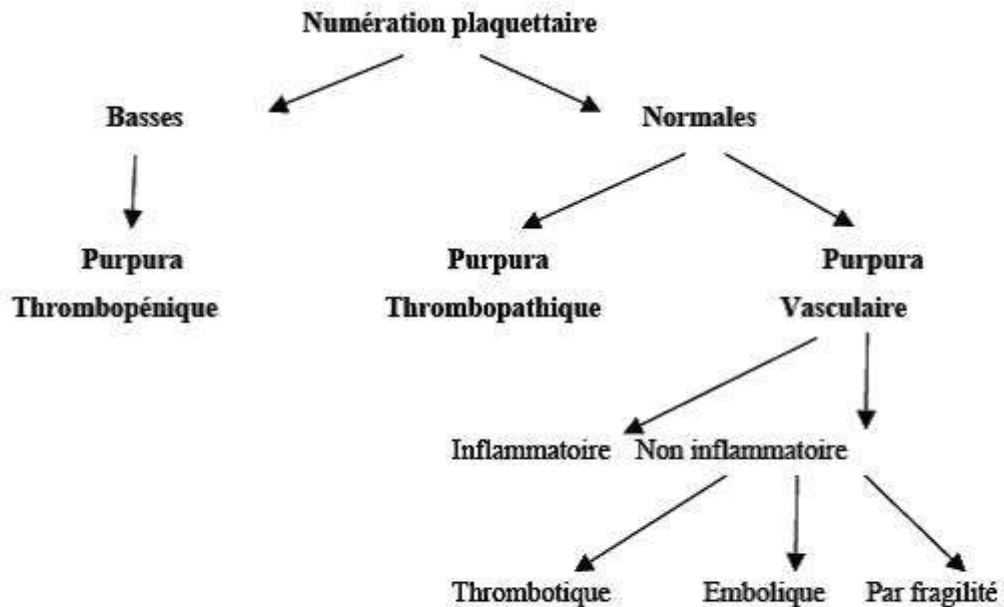 Numération plaquettaire
Basses
Normales
Purpura
Thrombopénique
Purpura
Thrombopathique
Purpura
Vasculaire
Inflammatoire
Non inflammatoire
Thrombotique
Embolique
Par fragilité